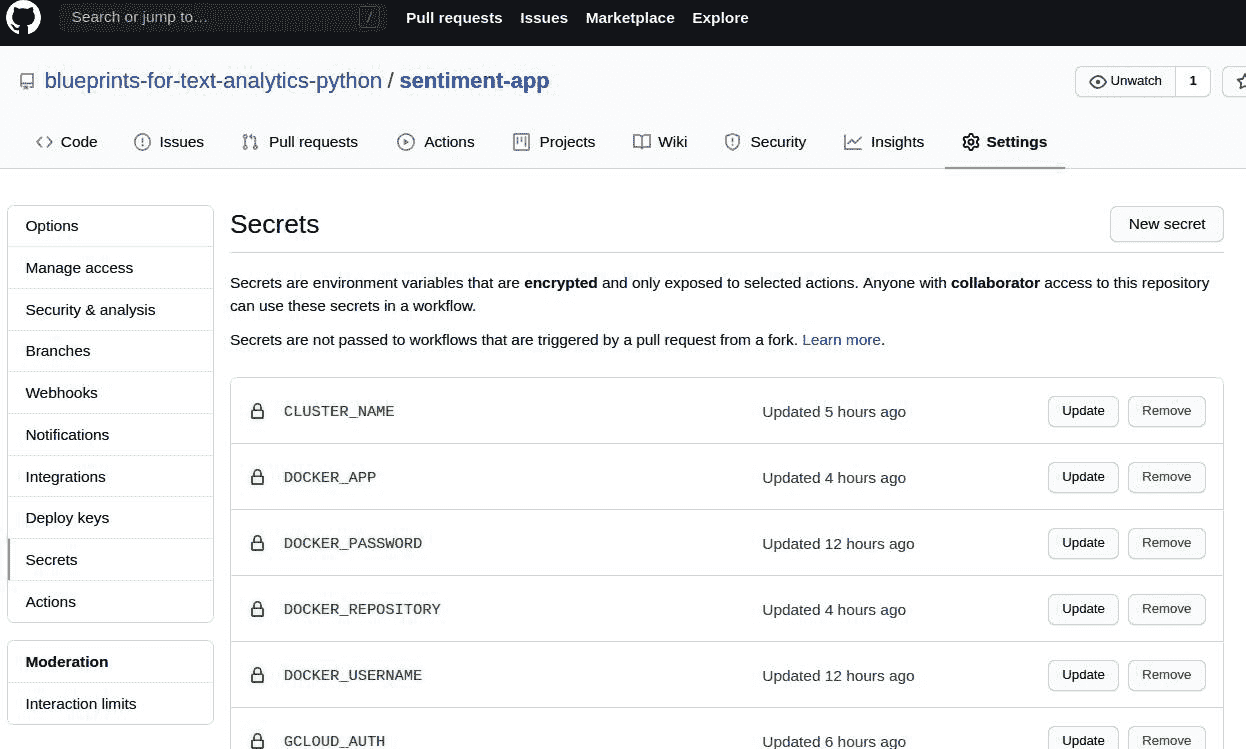 Search or jump to… / Pull requests Issues Marketplace Explore
blueprints-for-text-analytics-python / sentiment-app Unwatch 1
Code Issues Pull requests Actions Projects Wiki Security Insights Settings
Options
Manage access
Security & analysis
Branches
Webhooks
Notifications
Integrations
Deploy keys
Secrets
Actions
Moderation
Interaction limits
Secrets New secret
Secrets are environment variables that are encrypted and only exposed to selected actions. Anyone with collaborator access to this repository
can use these secrets in a workflow.
Secrets are not passed to workflows that are triggered by a pull request from a fork. Learn more.
CLUSTER_NAME Updated 5 hours ago Update Remove
DOCKER_APP Updated 4 hours ago Update Remove
DOCKER_PASSWORD Updated 12 hours ago Update Remove
DOCKER_REPOSITORY Updated 4 hours ago Update Remove
DOCKER_USERNAME Updated 12 hours ago Update Remove
GCLOUD_AUTH Updated 6 hours ago Update Remove